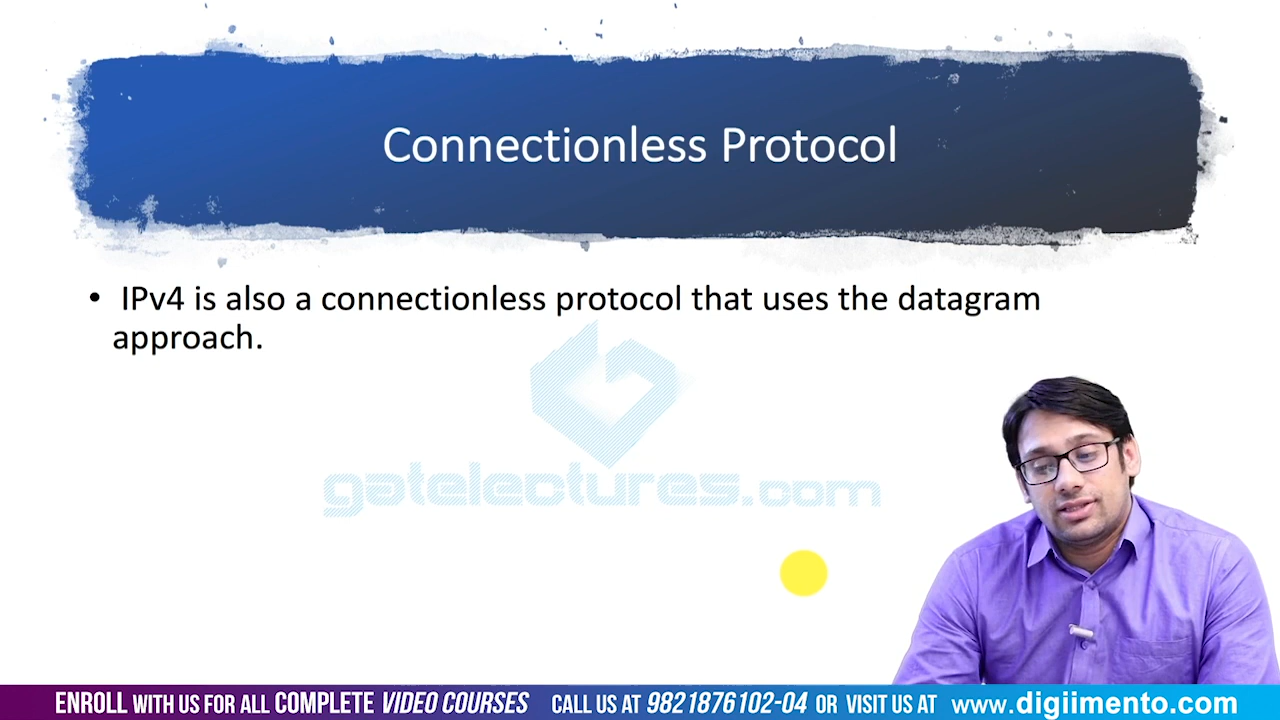 Connectionless Protocol
• IPv4 is also a connectionless protocol that uses the datagram
approach.
gatelectures.com
ENROLL WITH US FOR ALL COMPLETE VIDEO COURSES CALL US AT 9821876102-04 OR VISIT US AT www.digiimento.com